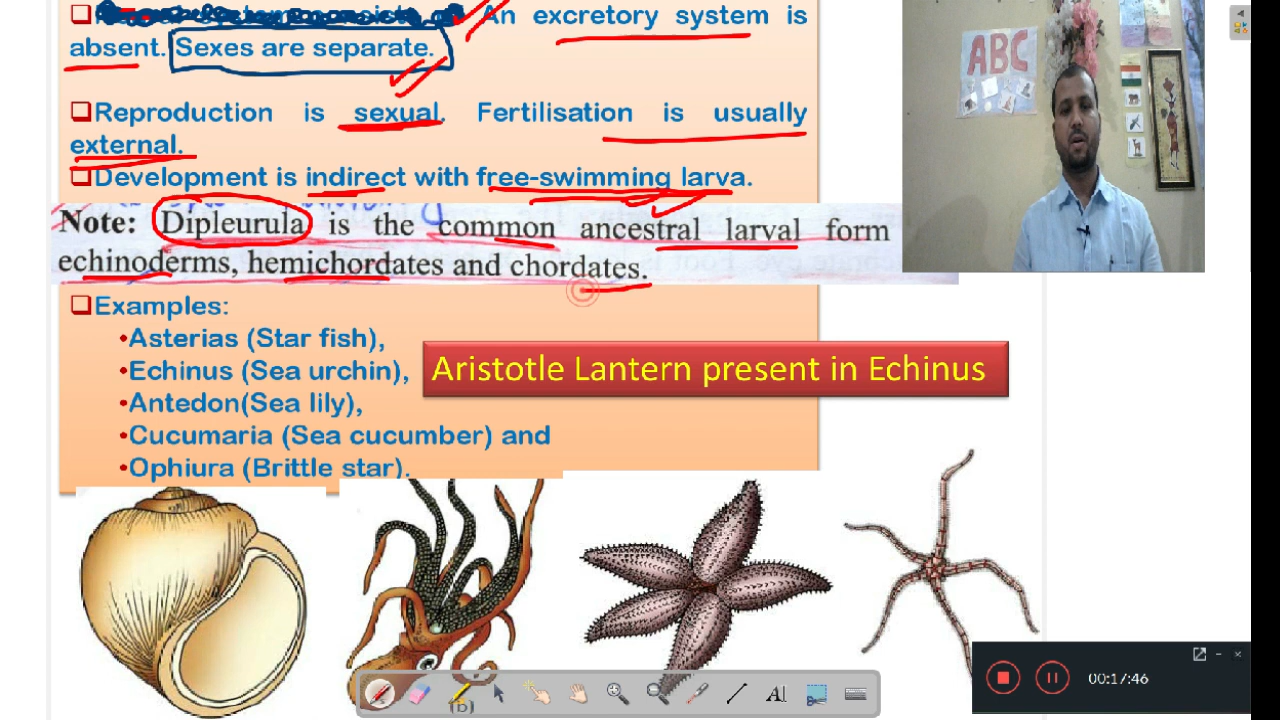 An excretory system is
absent. Sexes are separate.
Reproduction is sexual. Fertilisation is usually
external.
Development is indirect with free-swimming larva.
Note: Dipleurula is the common ancestral larval form
echinoderms, hemichordates and chordates.
Examples:
•Asterias (Star fish),
•Echinus (Sea urchin),
Aristotle Lantern present in Echinus
•Antedon(Sea lily),
•Cucumaria (Sea cucumber) and
•Ophiura (Brittle star).
(b)
ABC
A
00:17:46